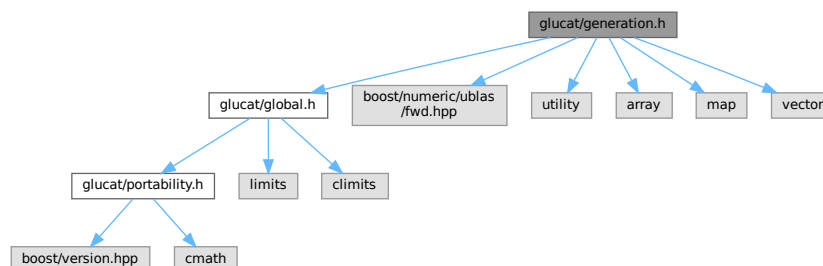 glucat/generation.h
glucat/global.h
boost/numeric/ublas
/fwd.hpp
utility
array
map
vector
glucat/portability.h
limits
climits
boost/version.hpp
cmath